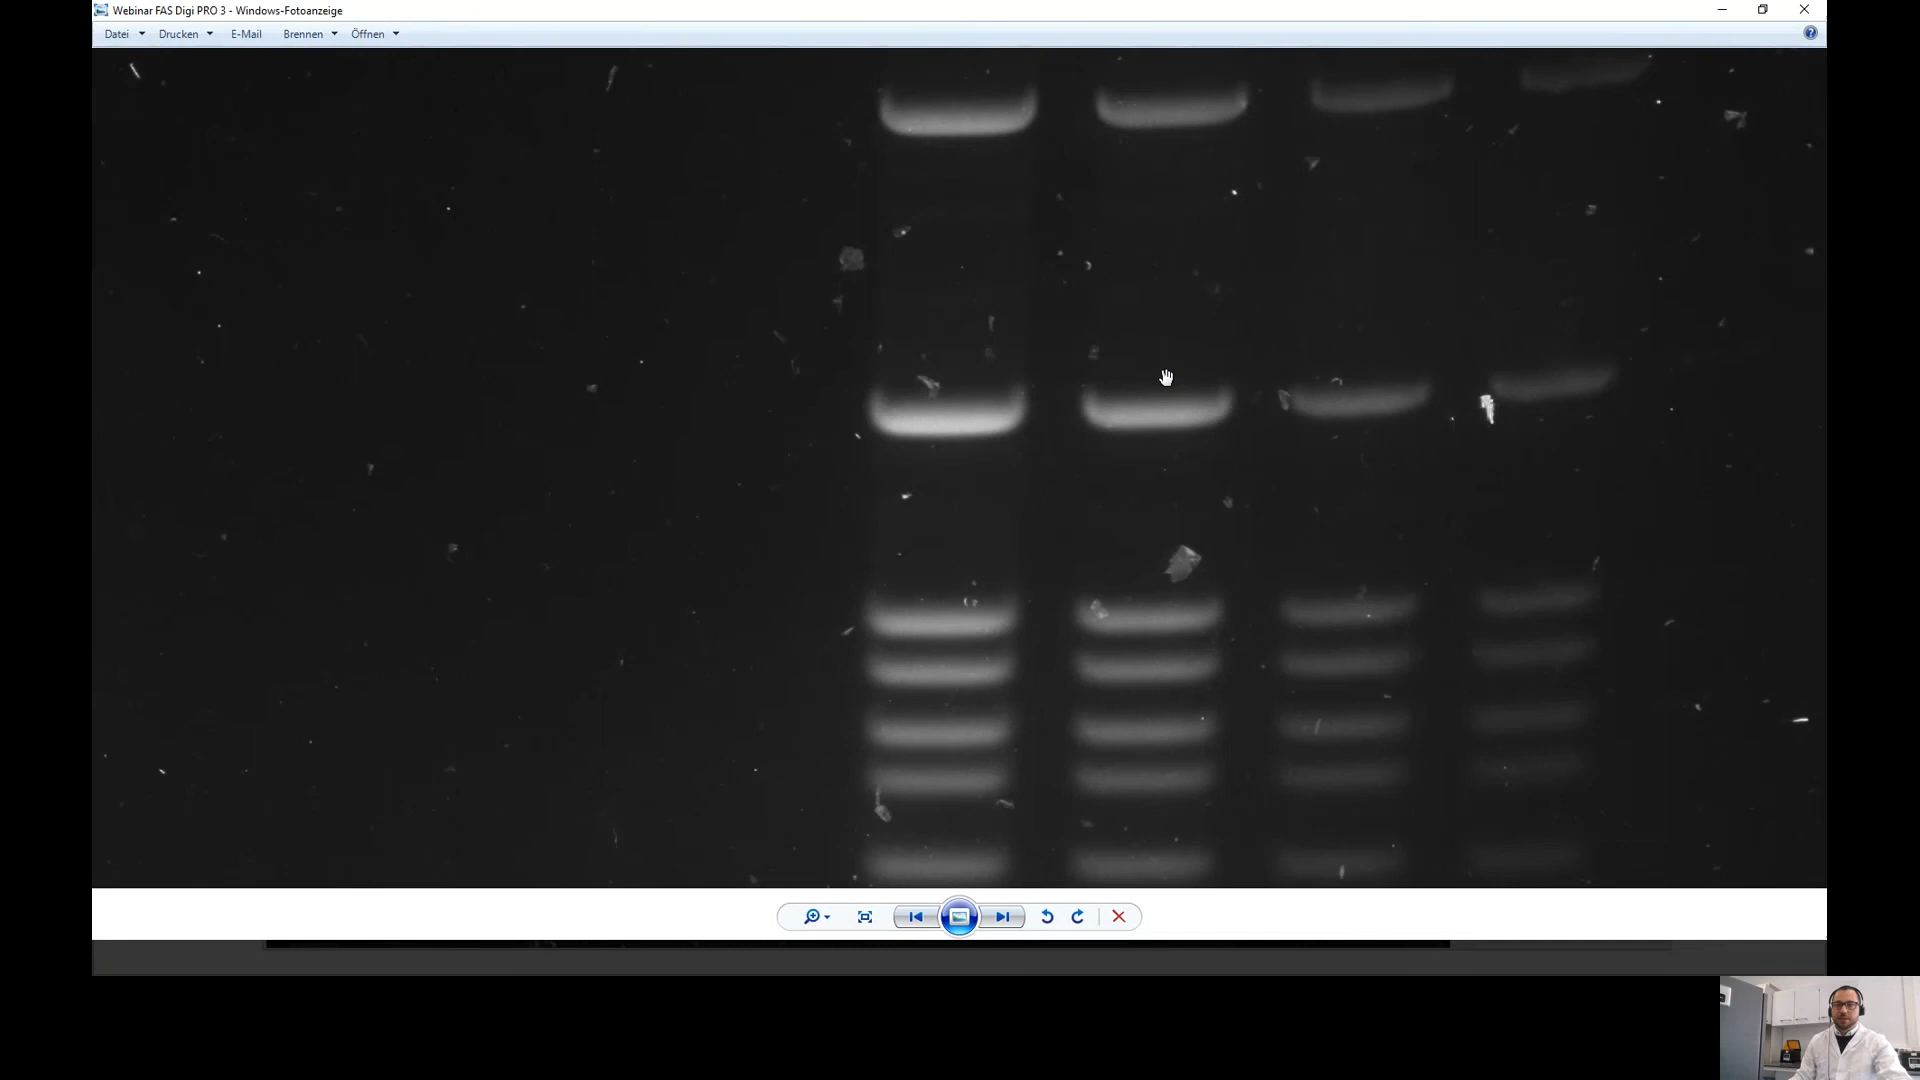 Webinar FAS Digi PRO 3 - Windows-Fotoanzeige
Datei Drucken E-Mail Brennen Öffnen